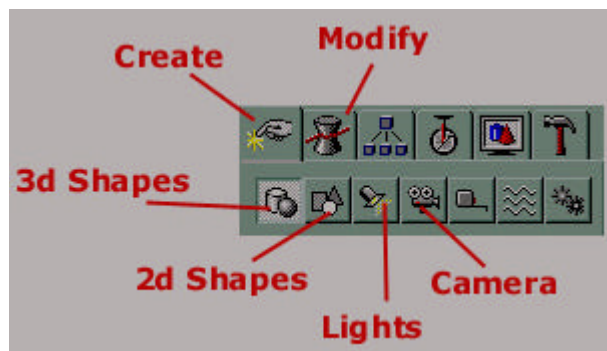 Modify
Create
3d Shapes
2d Shapes
Camera
Lights